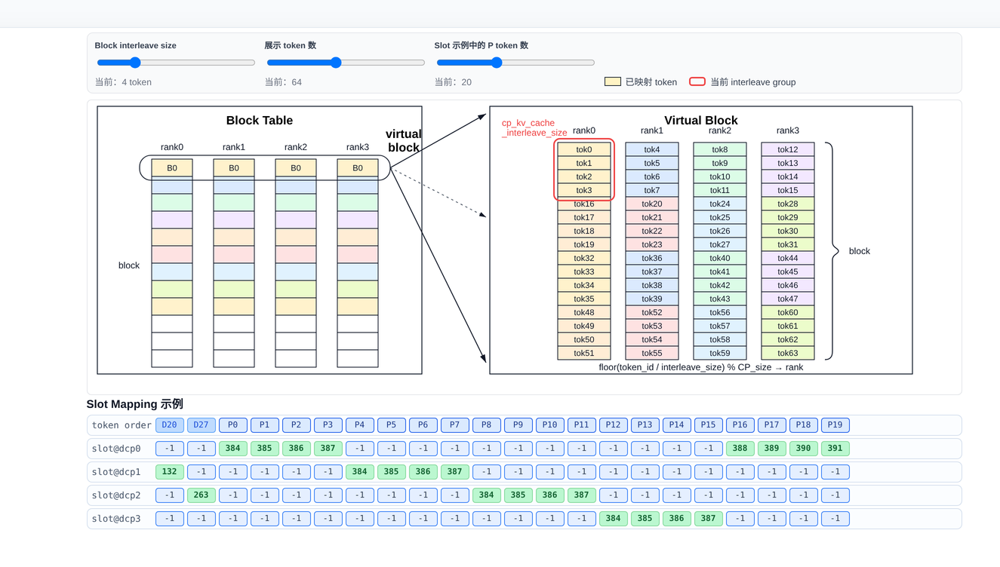 Block interleave size 展示 token 数 Slot 示例中的 P token 数
当前：4 token 当前：64 当前：20 已映射 token 当前 interleave group
Block Table
virtual
block
rank0 rank1 rank2 rank3
B0 B0 B0 B0
block
Virtual Block
cp_kv_cache
_interleave_size
rank0 rank1 rank2 rank3
tok0 tok4 tok8 tok12
tok1 tok5 tok9 tok13
tok2 tok6 tok10 tok14
tok3 tok7 tok11 tok15
tok16 tok20 tok24 tok28
tok17 tok21 tok25 tok29
tok18 tok22 tok26 tok30
tok19 tok23 tok27 tok31
tok32 tok36 tok40 tok44
tok33 tok37 tok41 tok45
tok34 tok38 tok42 tok46
tok35 tok39 tok43 tok47
tok48 tok52 tok56 tok60
tok49 tok53 tok57 tok61
tok50 tok54 tok58 tok62
tok51 tok55 tok59 tok63
block
floor(token_id / interleave_size) % CP_size → rank
Slot Mapping 示例
token order D20 D27 P0 P1 P2 P3 P4 P5 P6 P7 P8 P9 P10 P11 P12 P13 P14 P15 P16 P17 P18 P19
slot@dcp0 -1 -1 384 385 386 387 -1 -1 -1 -1 -1 -1 -1 -1 -1 -1 -1 -1 388 389 390 391
slot@dcp1 132 -1 -1 -1 -1 -1 384 385 386 387 -1 -1 -1 -1 -1 -1 -1 -1 -1 -1 -1 -1
slot@dcp2 -1 263 -1 -1 -1 -1 -1 -1 -1 -1 384 385 386 387 -1 -1 -1 -1 -1 -1 -1 -1
slot@dcp3 -1 -1 -1 -1 -1 -1 -1 -1 -1 -1 -1 -1 -1 -1 384 385 386 387 -1 -1 -1 -1